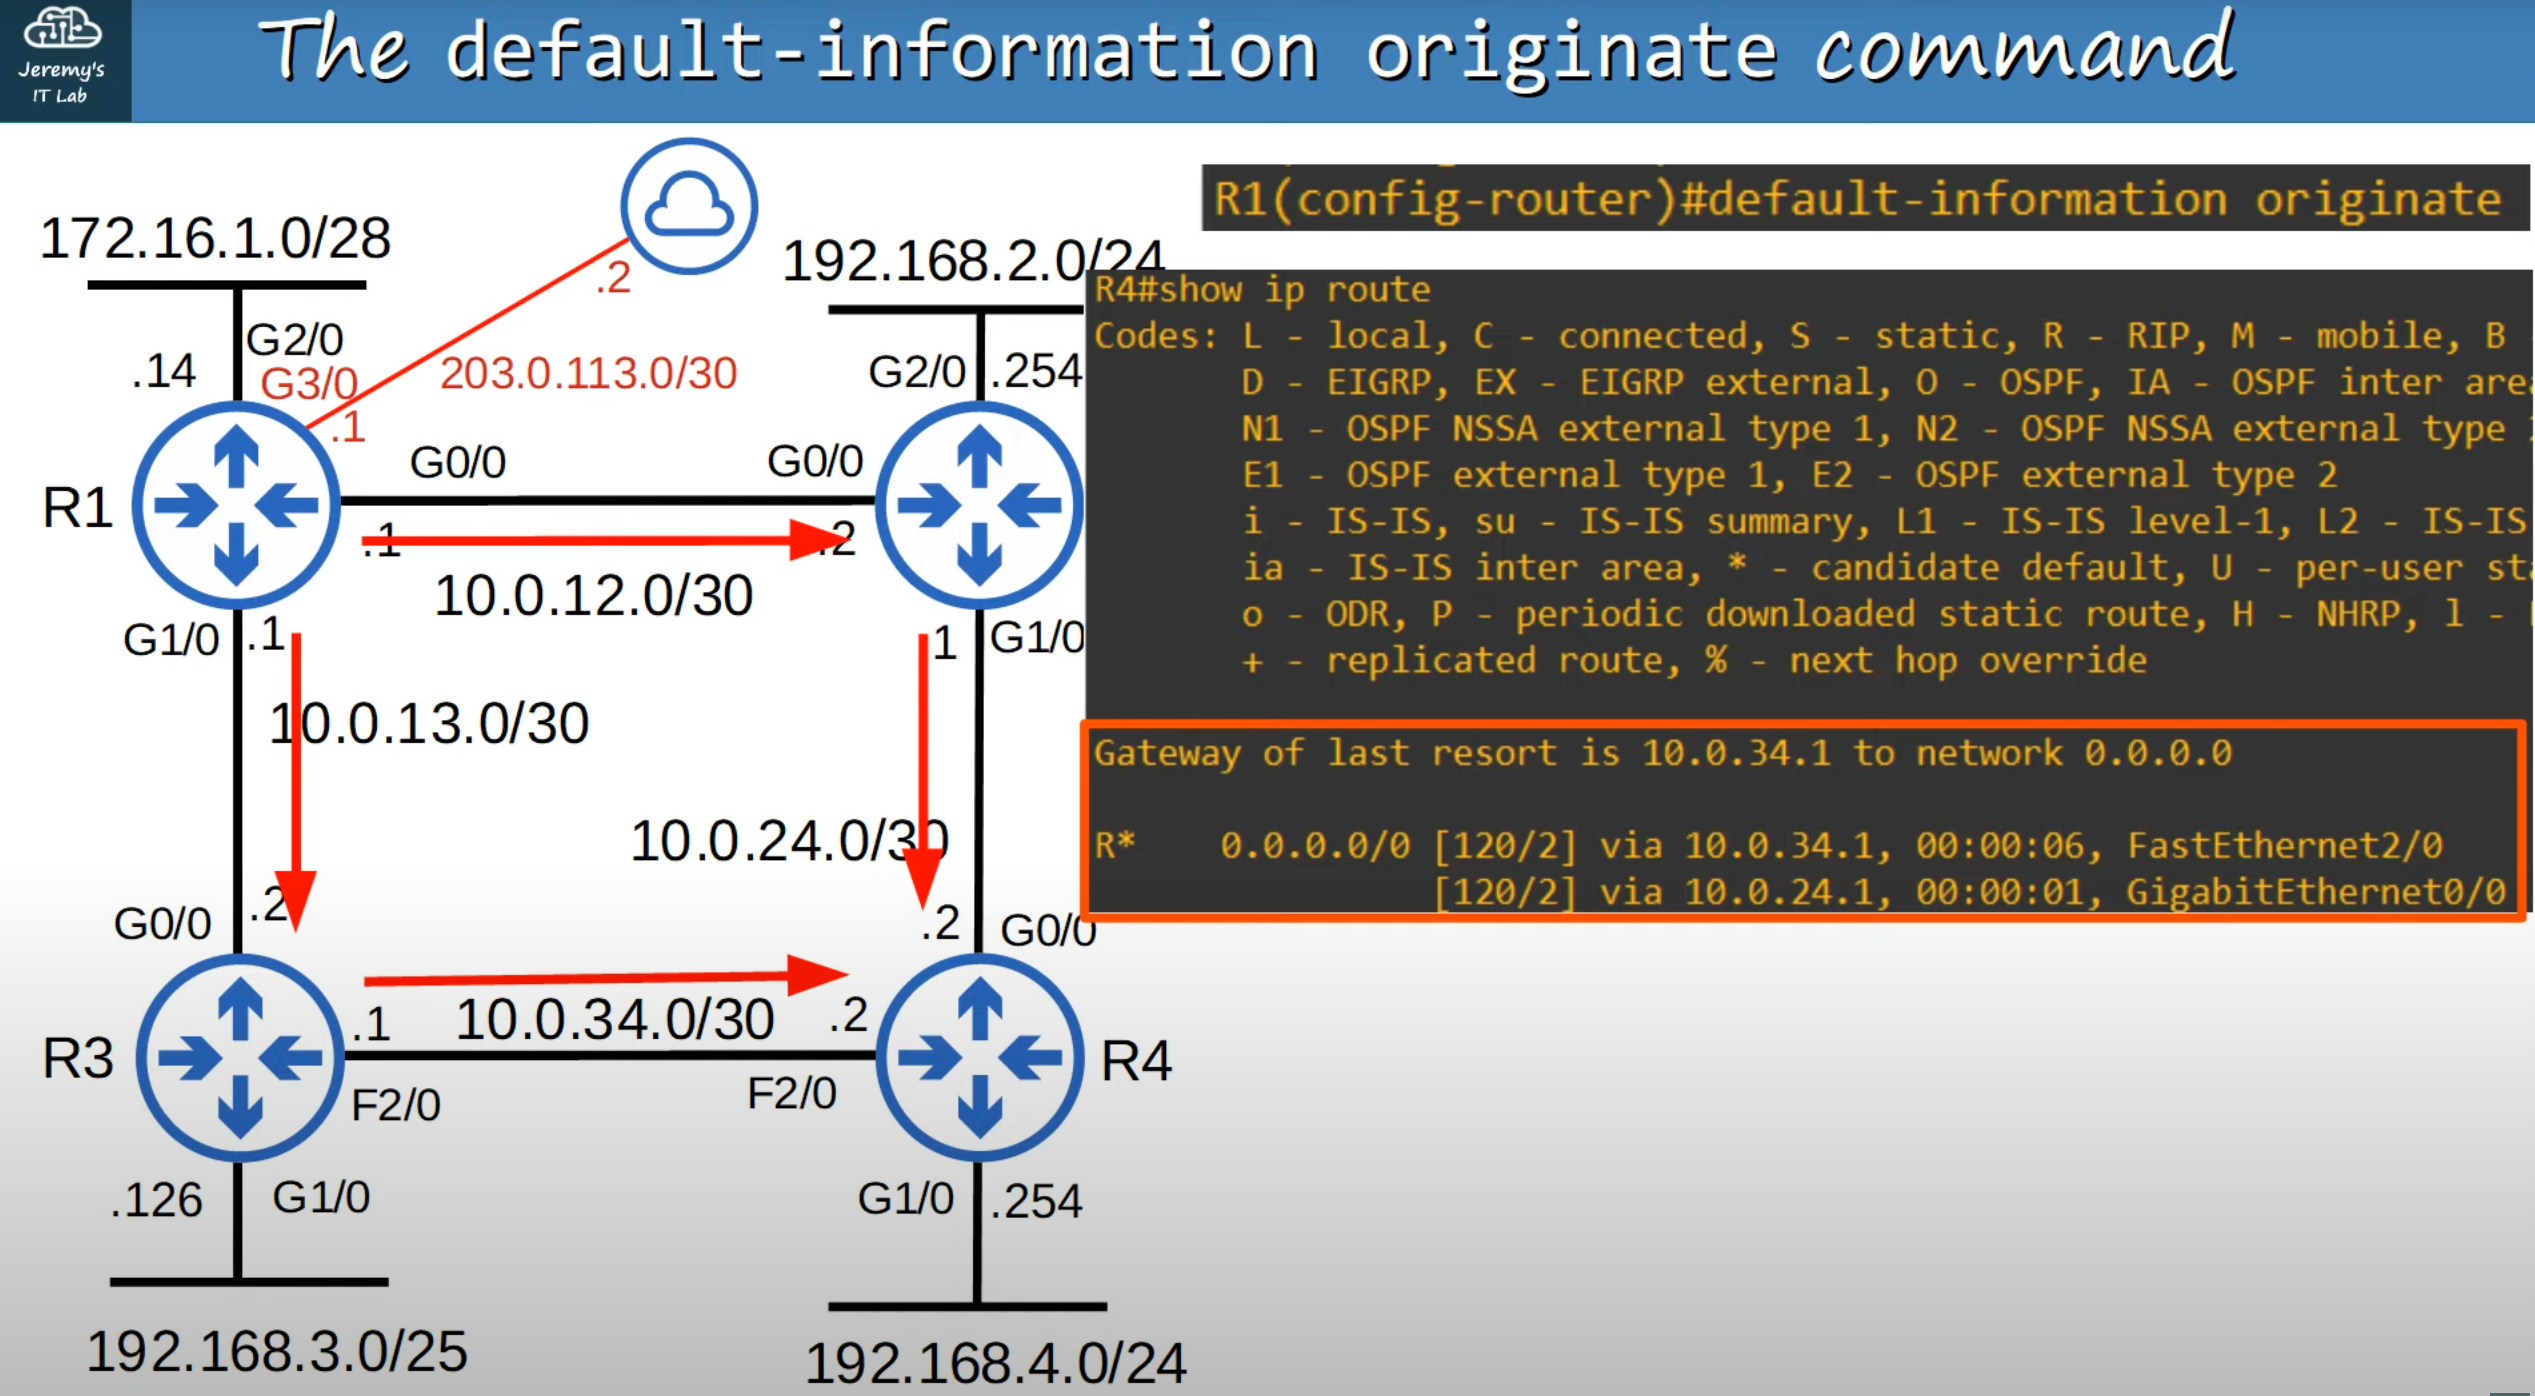 Jeremy's
IT Lab
The default-information originate command
R1(config-router)#default-information originate
172.16.1.0/28
.2
192.168.2.0/24
G2/0
.14
G3/0
203.0.113.0/30
G2/0
.254
.1
G0/0
G0/0
R1
.1
.2
10.0.12.0/30
G1/0
.1
1
G1/0
10.0.13.0/30
10.0.24.0/30
G0/0
.2
.2
G0/0
R3
.1
10.0.34.0/30
.2
R4
F2/0
F2/0
.126
G1/0
G1/0
.254
192.168.3.0/25
192.168.4.0/24
R4#show ip route
Codes: L - local, C - connected, S - static, R - RIP, M - mobile, B
D - EIGRP, EX - EIGRP external, O - OSPF, IA - OSPF inter are
N1 - OSPF NSSA external type 1, N2 - OSPF NSSA external type
E1 - OSPF external type 1, E2 - OSPF external type 2
i - IS-IS, su - IS-IS summary, L1 - IS-IS level-1, L2 - IS-IS
ia - IS-IS inter area, * - candidate default, U - per-user st
o - ODR, P - periodic downloaded static route, H - NHRP, l -
+ - replicated route, % - next hop override
Gateway of last resort is 10.0.34.1 to network 0.0.0.0
R* 0.0.0.0/0 [120/2] via 10.0.34.1, 00:00:06, FastEthernet2/0
[120/2] via 10.0.24.1, 00:00:01, GigabitEthernet0/0